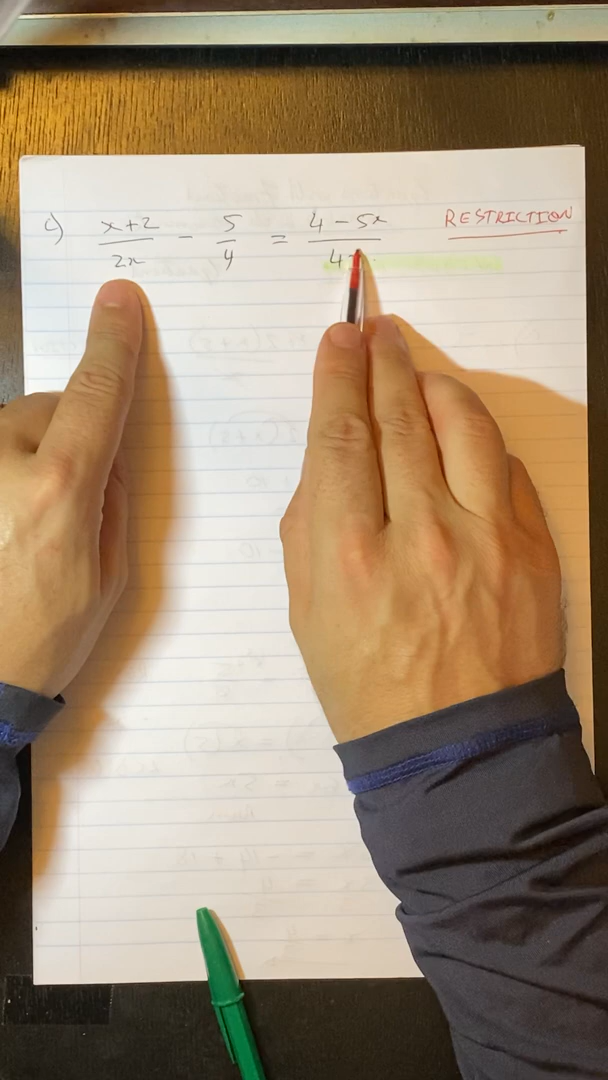 c) x+2/2x - 5/4 = 4-5x/4
RESTRICTION